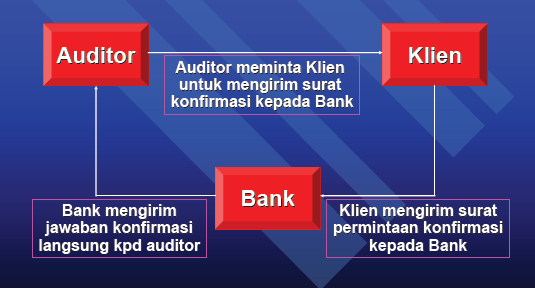 Auditor
Klien
Auditor meminta Klien
untuk mengirim surat
konfirmasi kepada Bank
Bank
Bank mengirim
jawaban konfirmasi
langsung kpd auditor
Klien mengirim surat
permintaan konfirmasi
kepada Bank